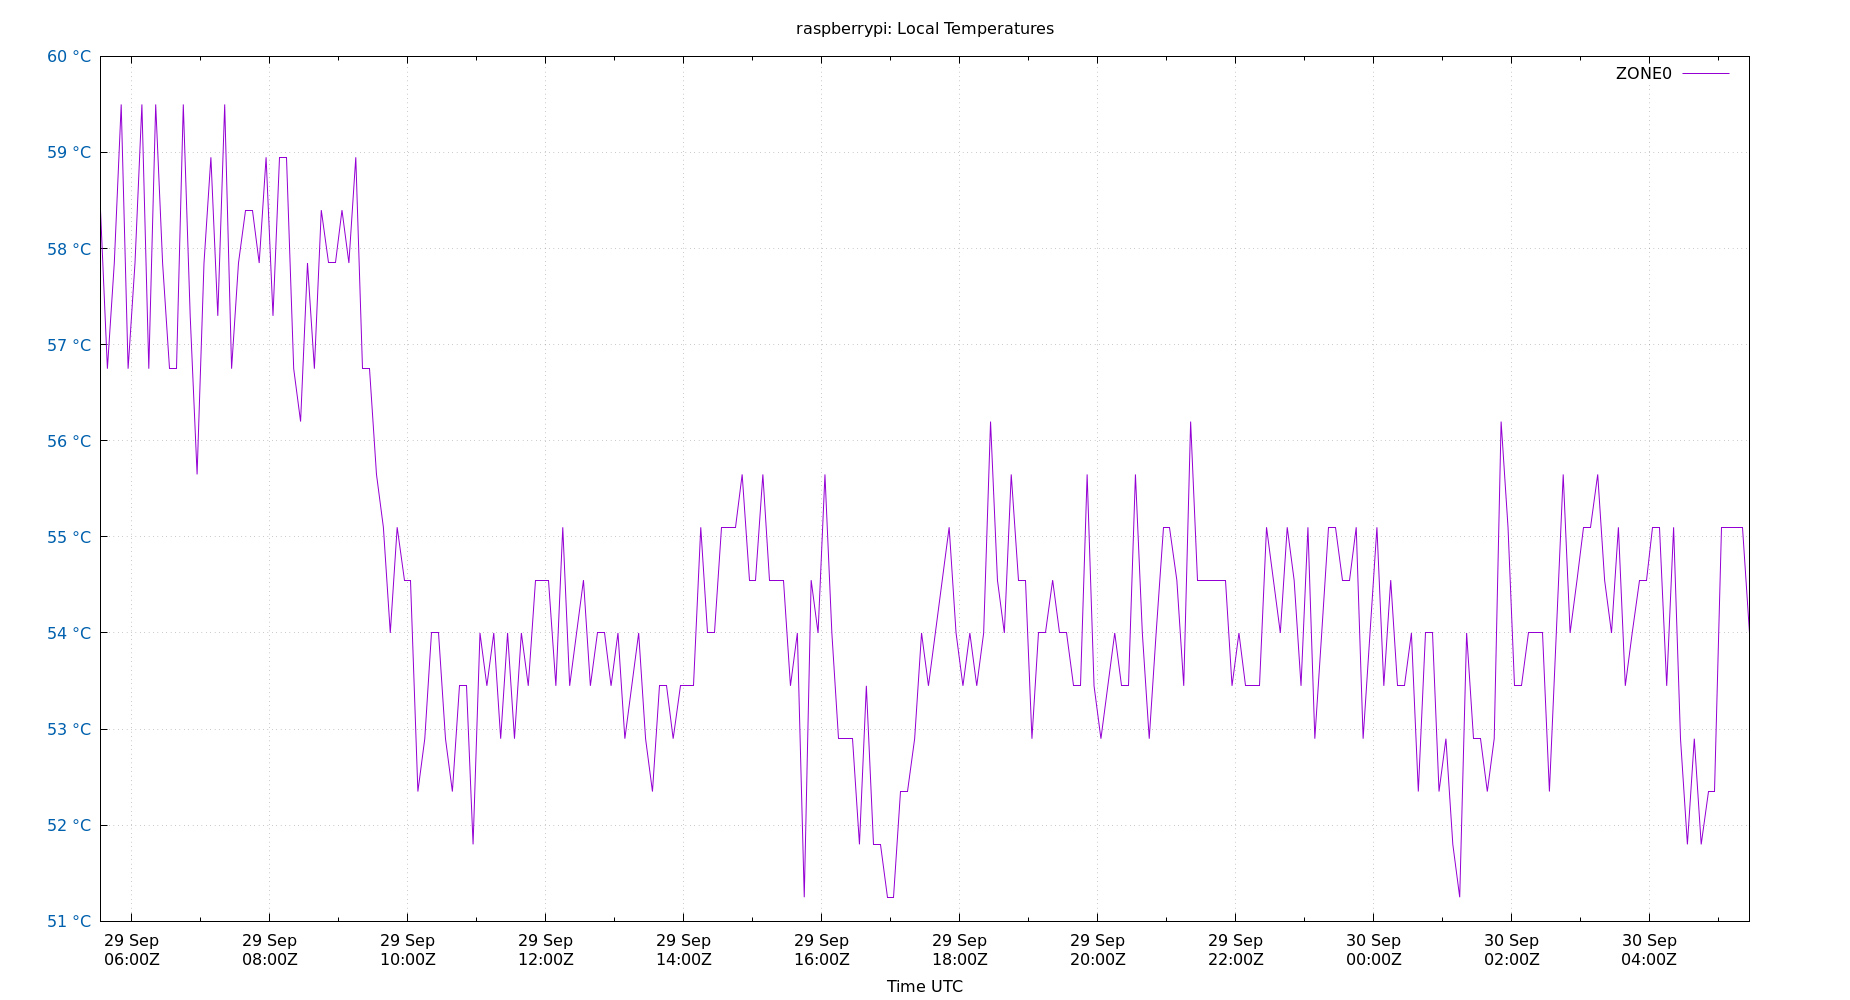 raspberrypi: Local Temperatures
60 °C
ZONE0
59 °C
58 °C
57 °C
56 °C
55 °C
54 °C
53 °C
52 °C
51 °C
29 Sep 29 Sep 29 Sep 29 Sep 29 Sep 29 Sep 29 Sep 29 Sep 29 Sep 30 Sep 30 Sep 30 Sep
06:00Z 08:00Z 10:00Z 12:00Z 14:00Z 16:00Z 18:00Z 20:00Z 22:00Z 00:00Z 02:00Z 04:00Z
Time UTC